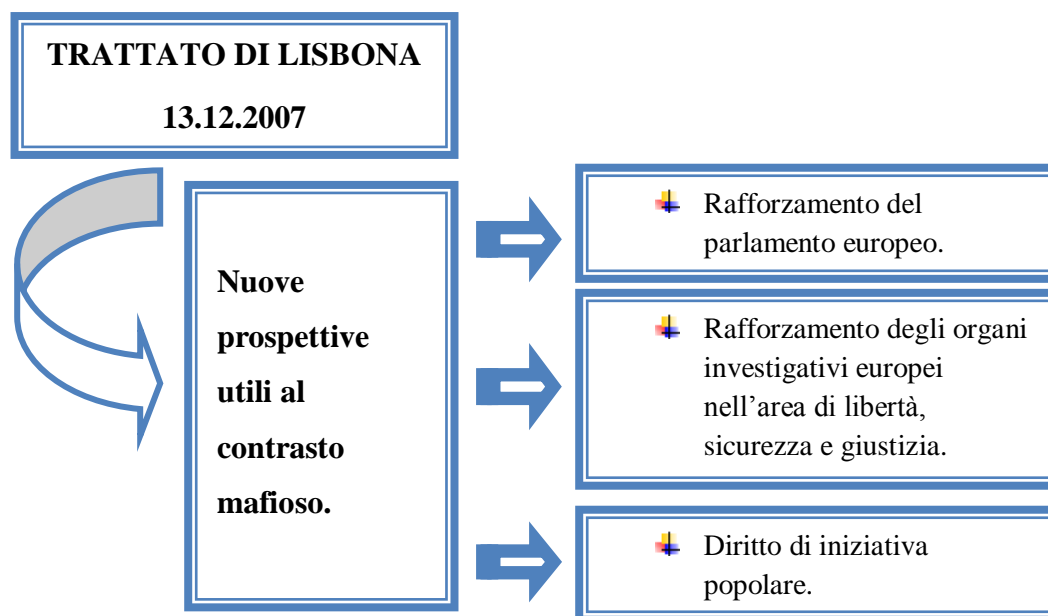 TRATTATO DI LISBONA
13.12.2007
Nuove
prospettive
utili al
contrasto
mafioso.
Rafforzamento del
parlamento europeo.
Rafforzamento degli organi
investigativi europei
nell’area di libertà,
sicurezza e giustizia.
Diritto di iniziativa
popolare.